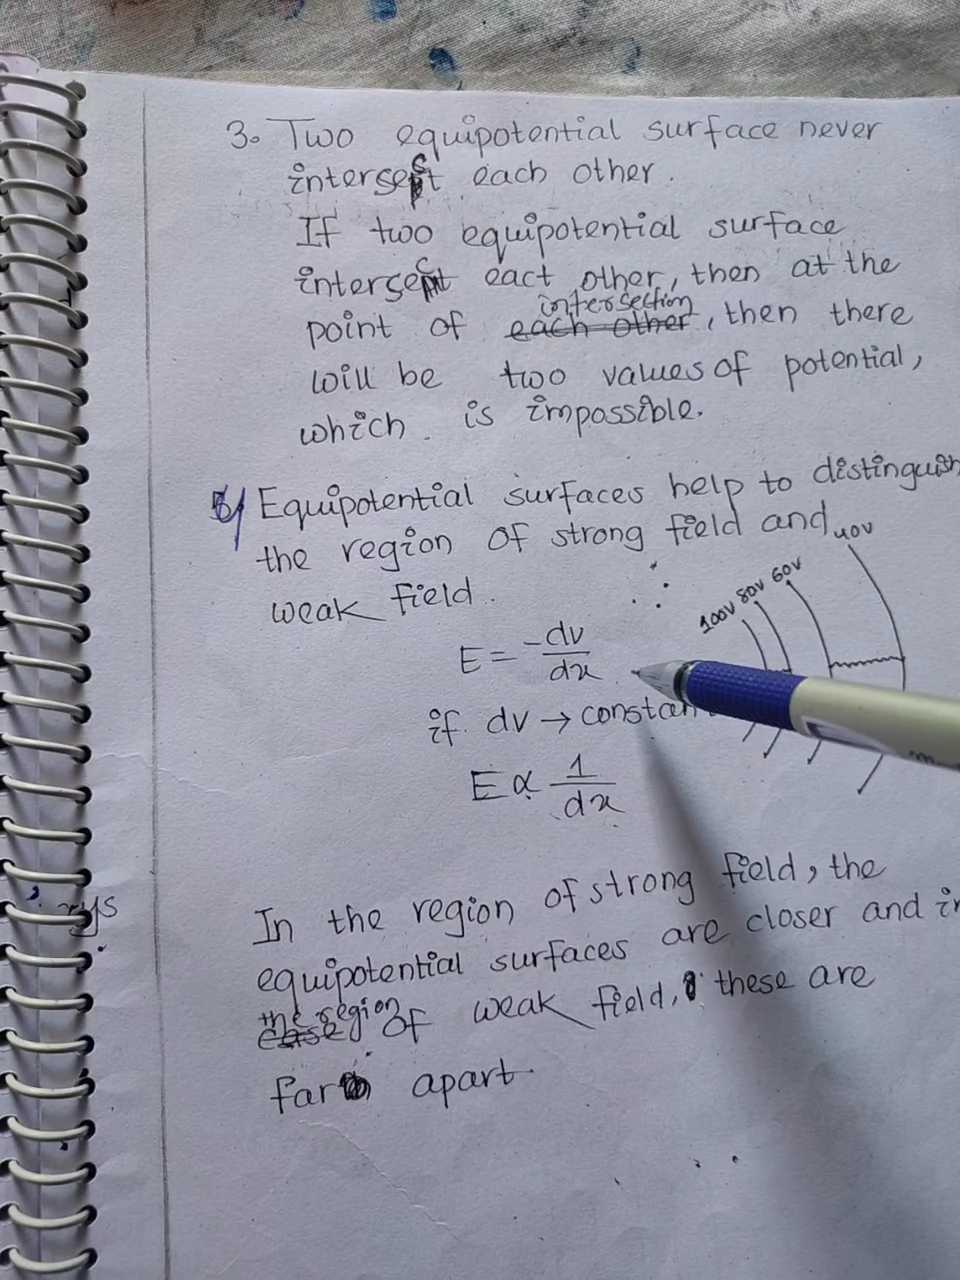 3. Two equipotential surface never
intersect each other.
If two equipotential surface
intersect eact other, then at the
intersection
point of each other, then there
will be two values of potential,
which is impossible.
Equipotential surfaces help to distinguish
the region of strong field and
weak field.
100V 80V 60V 40V
E = -dv/dx
if dv → constan
E ∝ 1/dx
In the region of strong field, the
equipotential surfaces are closer and in
the region
case of weak field, these are
far apart.